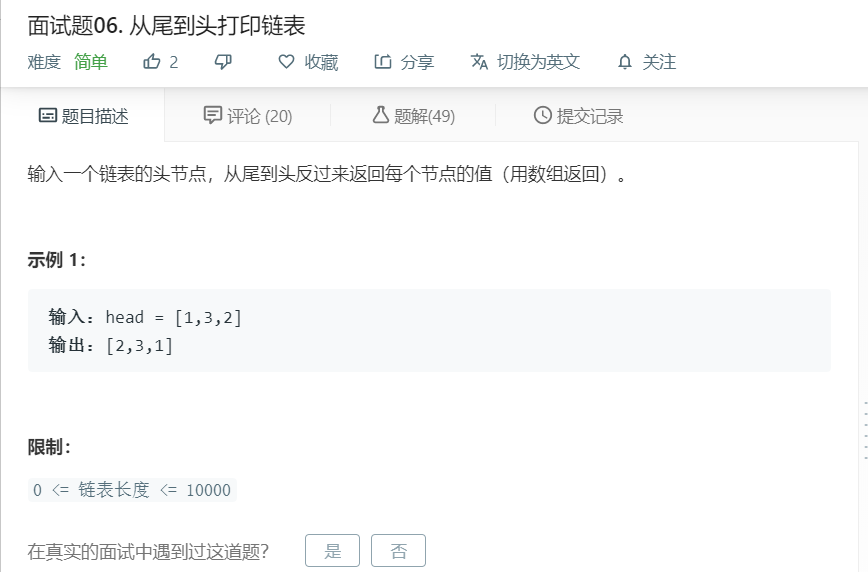 面试题06. 从尾到头打印链表
难度 简单 2 收藏 分享 切换为英文 关注
题目描述 评论 (20) 题解(49) 提交记录
输入一个链表的头节点，从尾到头反过来返回每个节点的值（用数组返回）。
示例 1：
输入：head = [1,3,2]
输出：[2,3,1]
限制：
0 <= 链表长度 <= 10000
在真实的面试中遇到过这道题？ 是 否